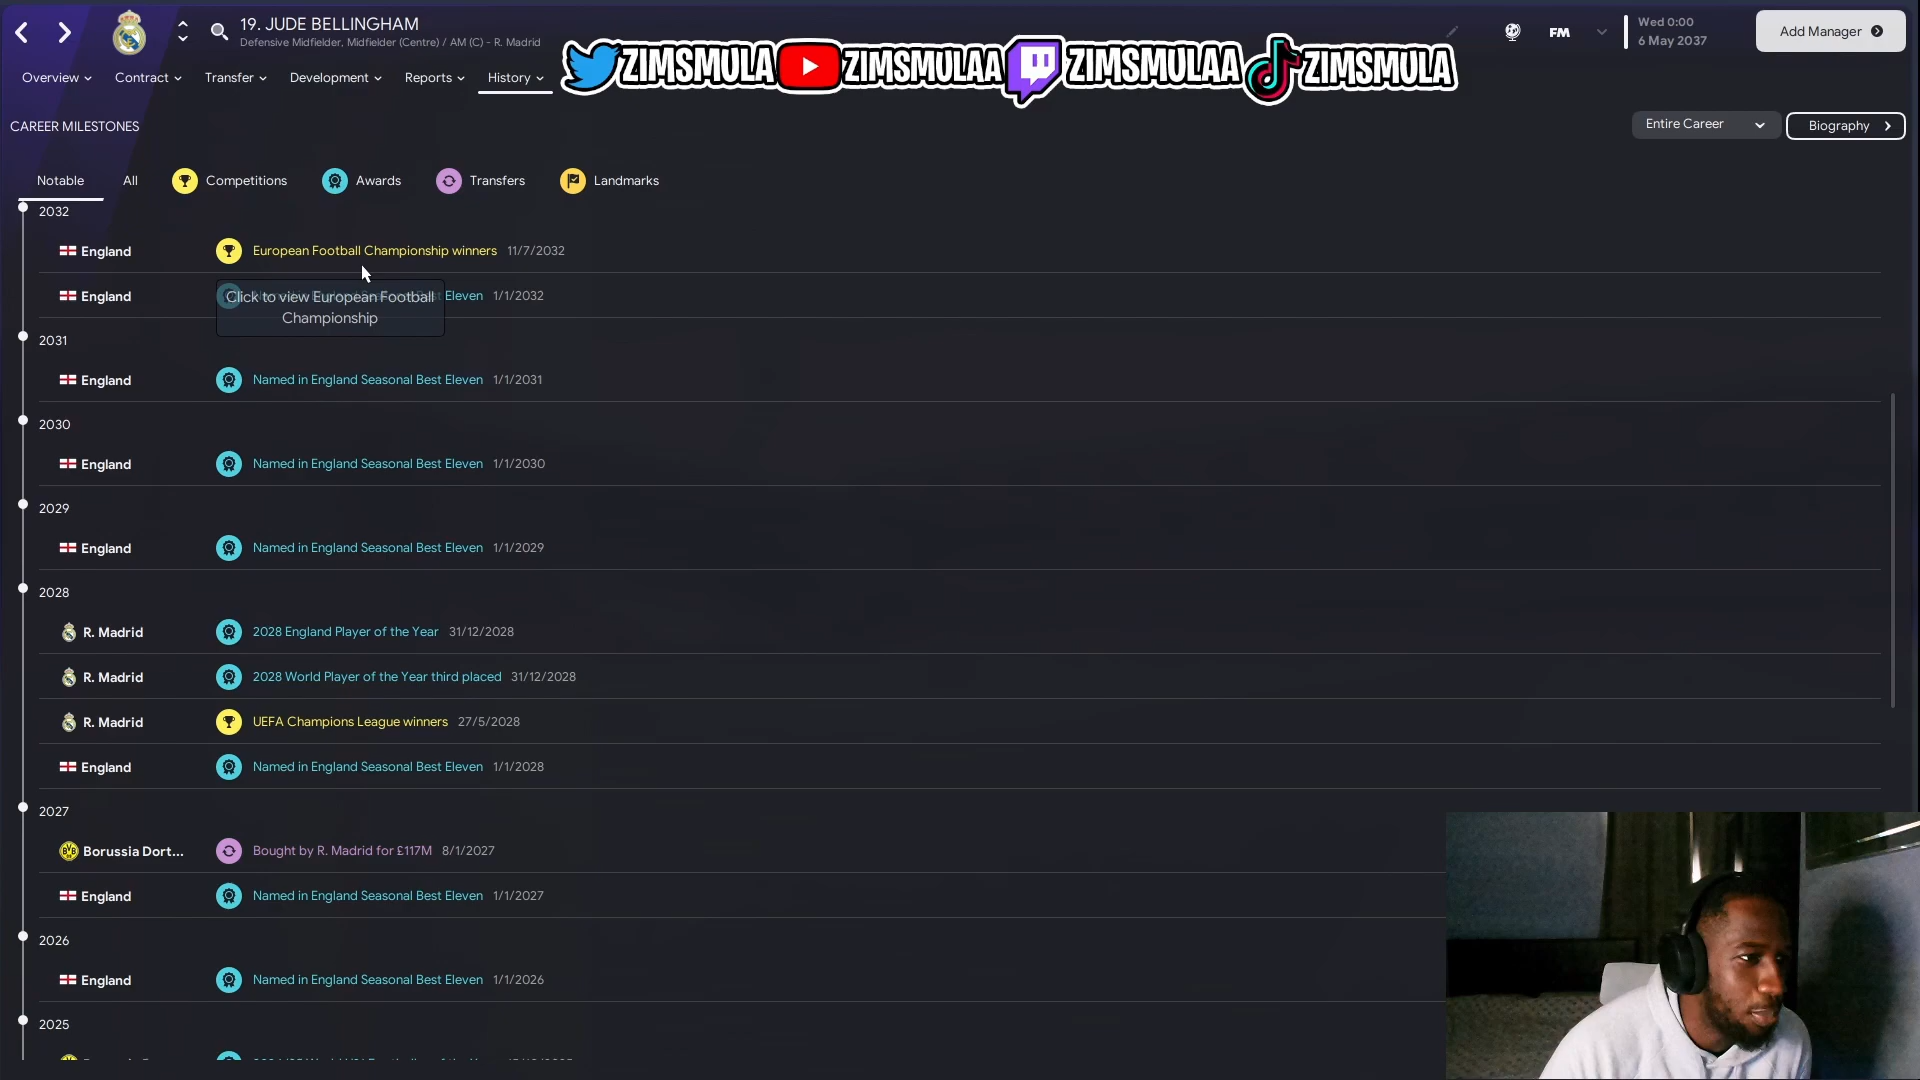 19. JUDE BELLINGHAM
Defensive Midfielder, Midfielder (Centre) / AM (C) - R. Madrid
FM
Wed 0:00
6 May 2037
Add Manager
ZIMSMULA ZIMSMULAA ZIMSMULAA ZIMSMULA
Overview Contract Transfer Development Reports History
CAREER MILESTONES
Entire Career
Biography
Notable All Competitions Awards Transfers Landmarks
2032
England European Football Championship winners 11/7/2032
England Eleven 1/1/2032
Click to view European Football
Championship
2031
England Named in England Seasonal Best Eleven 1/1/2031
2030
England Named in England Seasonal Best Eleven 1/1/2030
2029
England Named in England Seasonal Best Eleven 1/1/2029
2028
R. Madrid 2028 England Player of the Year 31/12/2028
R. Madrid 2028 World Player of the Year third placed 31/12/2028
R. Madrid UEFA Champions League winners 27/5/2028
England Named in England Seasonal Best Eleven 1/1/2028
2027
Borussia Dort... Bought by R. Madrid for £117M 8/1/2027
England Named in England Seasonal Best Eleven 1/1/2027
2026
England Named in England Seasonal Best Eleven 1/1/2026
2025